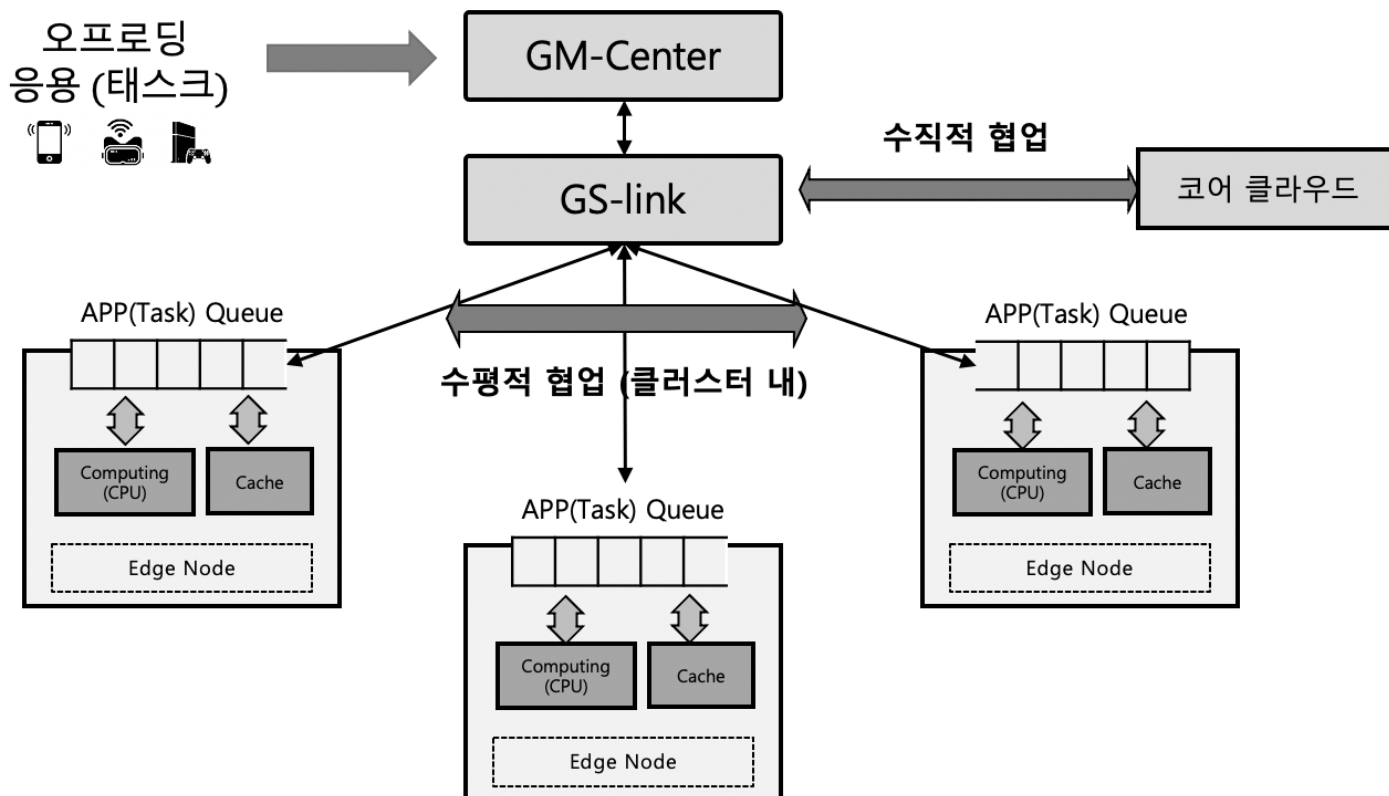 오프로딩
응용 (태스크)
GM-Center
수직적 협업
GS-link
코어 클라우드
APP(Task) Queue
APP(Task) Queue
수평적 협업 (클러스터 내)
Computing
(CPU)
Cache
Edge Node
Computing
(CPU)
Cache
Edge Node
APP(Task) Queue
Computing
(CPU)
Cache
Edge Node